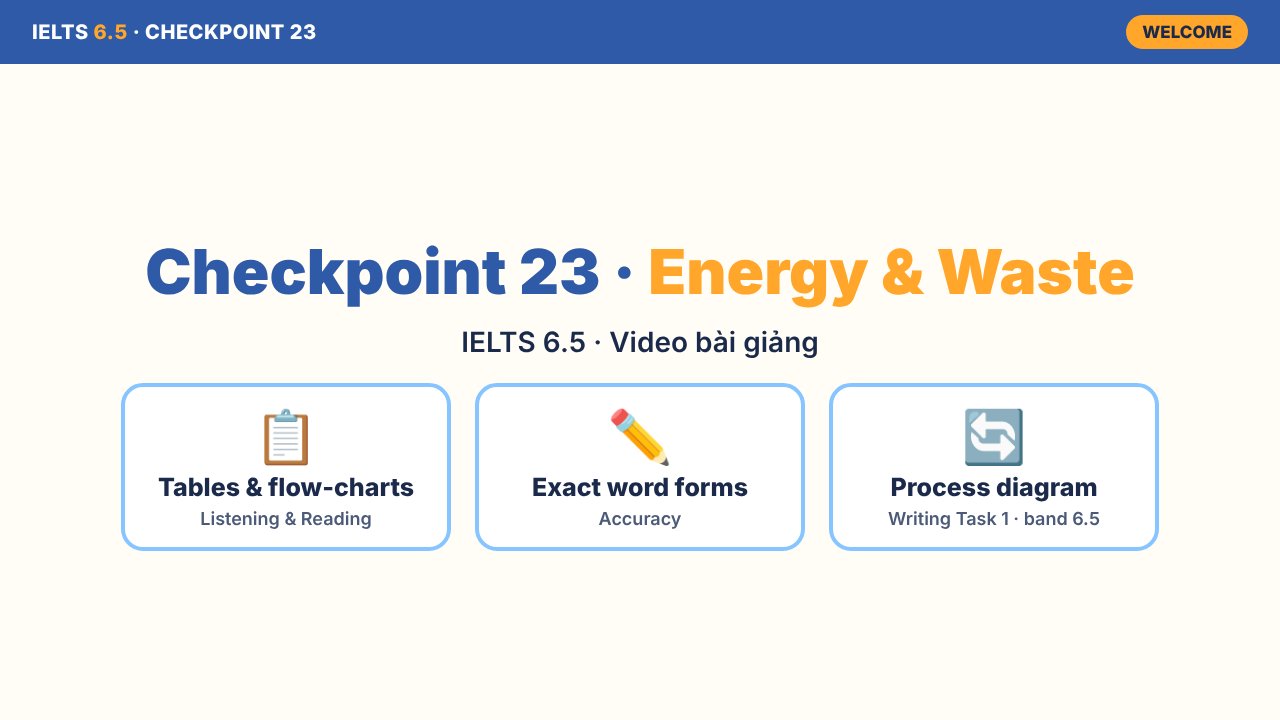 IELTS 6.5 · CHECKPOINT 23
WELCOME
Checkpoint 23 · Energy & Waste
IELTS 6.5 · Video bài giảng
Tables & flow-charts
Listening & Reading
Exact word forms
Accuracy
Process diagram
Writing Task 1 · band 6.5